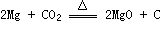 2Mg + CO₂ ≜ 2MgO + C